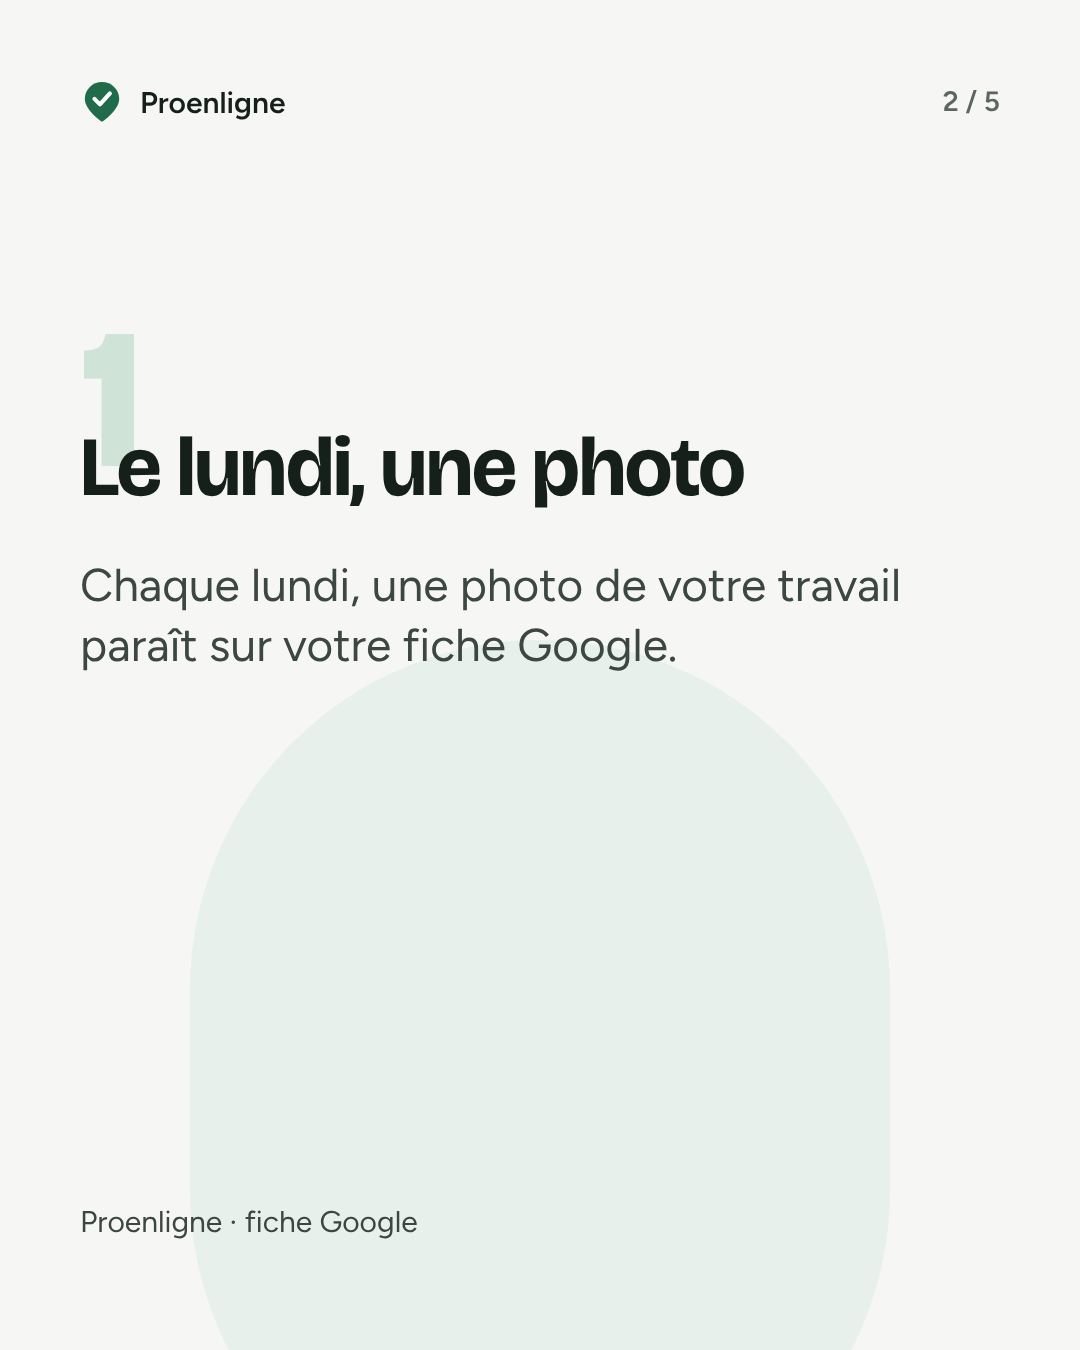 Proenligne
2 / 5
1
Le lundi, une photo
Chaque lundi, une photo de votre travail
paraît sur votre fiche Google.
Proenligne · fiche Google